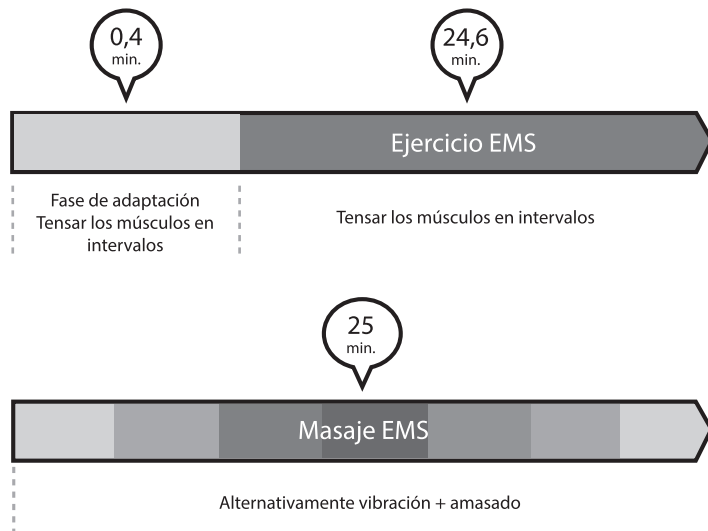 0,4
min.
24,6
min.
Ejercicio EMS
Fase de adaptación
Tensar los músculos en
intervalos
Tensar los músculos en intervalos
25
min.
Masaje EMS
Alternativamente vibración + amasado